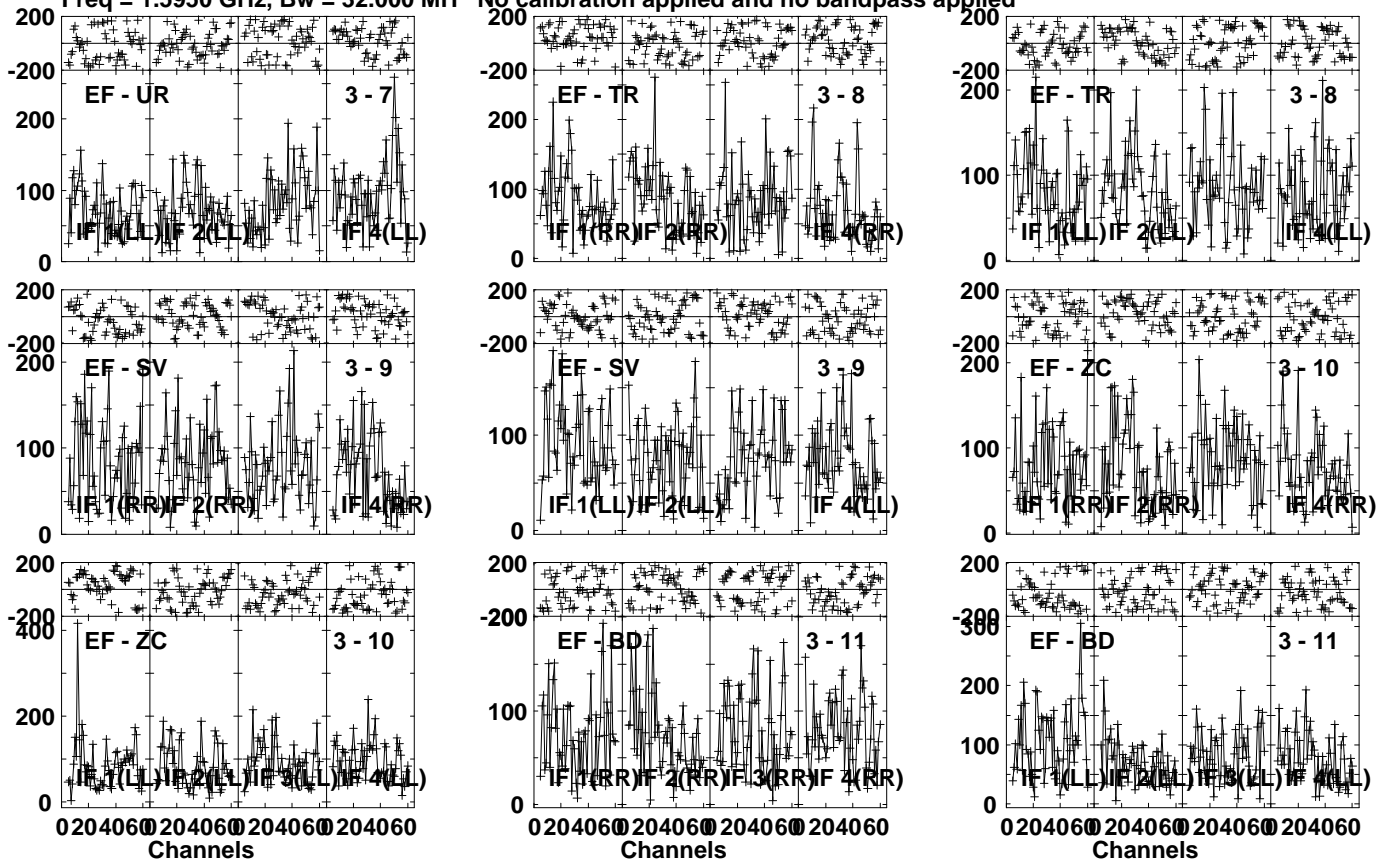 Freq = 1.5950 GHz, Bw = 32.000 MH No calibration applied and no bandpass applied
200
-200
EF - UR 3 - 7
200
100
IF 1(LL) IF 2(LL) IF 4(LL)
0
200
-200
EF - TR 3 - 8
200
100
IF 1(RR) IF 2(RR) IF 4(RR)
0
200
-200
EF - TR 3 - 8
200
100
IF 1(LL) IF 2(LL) IF 4(LL)
0
200
-200
EF - SV 3 - 9
200
100
IF 1(RR) IF 2(RR) IF 4(RR)
0
200
-200
EF - SV 3 - 9
100
IF 1(LL) IF 2(LL) IF 4(LL)
0
200
-200
EF - ZC 3 - 10
200
100
IF 1(RR) IF 2(RR) IF 4(RR)
0
200
-200
400
EF - ZC 3 - 10
200
IF 1(LL) IF 2(LL) IF 3(LL) IF 4(LL)
0
0 20 40 60 0 20 40 60 0 20 40 60 0 20 40 60
Channels
200
-200
200
EF - BD 3 - 11
100
IF 1(RR) IF 2(RR) IF 3(RR) IF 4(RR)
0
0 20 40 60 0 20 40 60 0 20 40 60 0 20 40 60
Channels
200
-200
300
EF - BD 3 - 11
200
100
IF 1(LL) IF 2(LL) IF 3(LL) IF 4(LL)
0
0 20 40 60 0 20 40 60 0 20 40 60 0 20 40 60
Channels